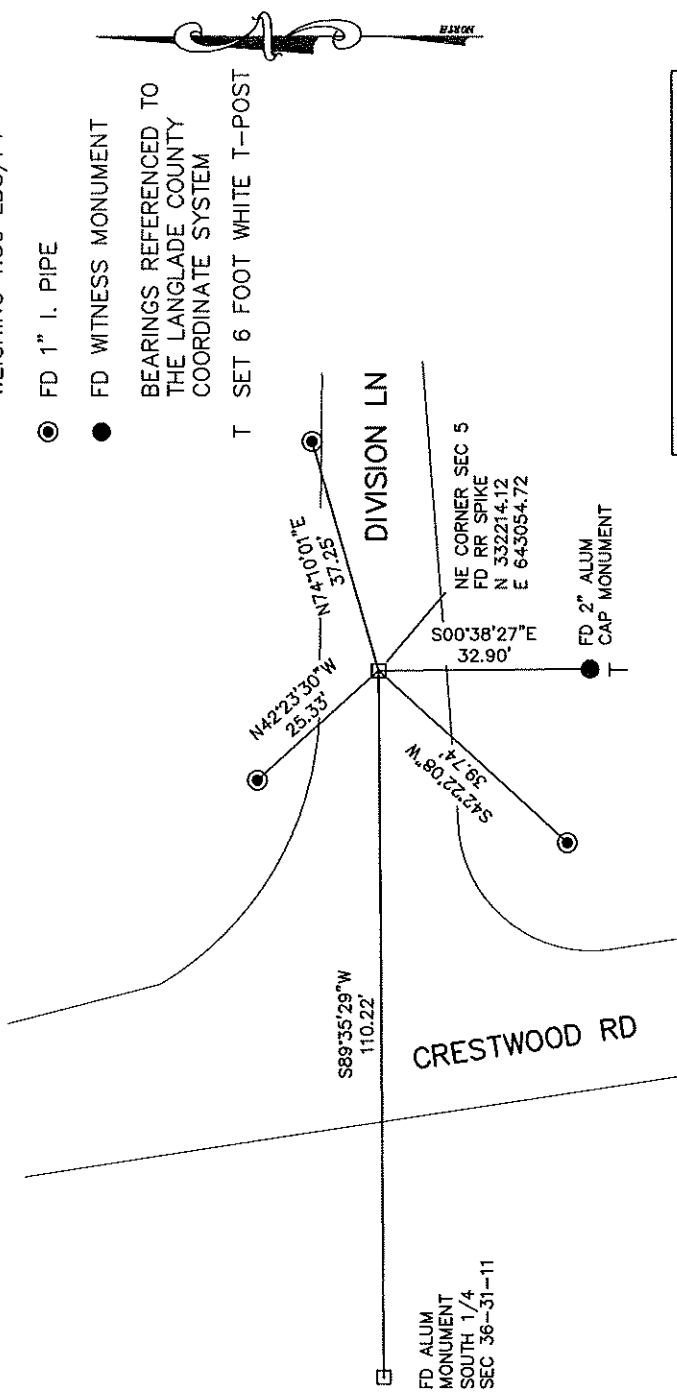 FD 1" I. PIPE
FD WITNESS MONUMENT
BEARINGS REFERENCED TO
THE LANGLADE COUNTY
COORDINATE SYSTEM
T SET 6 FOOT WHITE T-POST
NORTH
N74°10'01"E
37.25'
DIVISION LN
N42°23'30"W
25.33'
NE CORNER SEC 5
FD RR SPIKE
N 332214.12
E 643054.72
S00°38'27"E
32.90'
FD 2" ALUM
CAP MONUMENT
T
S42°22'08"W
39.74'
S89°35'29"W
110.22'
CRESTWOOD RD
FD ALUM
MONUMENT
SOUTH 1/4
SEC 36-31-11